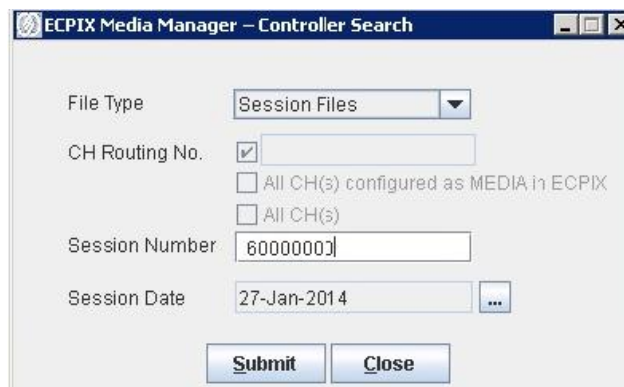 ECPIX Media Manager – Controller Search
File Type Session Files
CH Routing No.
All CH(s) configured as MEDIA in ECPIX
All CH(s)
Session Number 60000000
Session Date 27-Jan-2014 ...
Submit Close